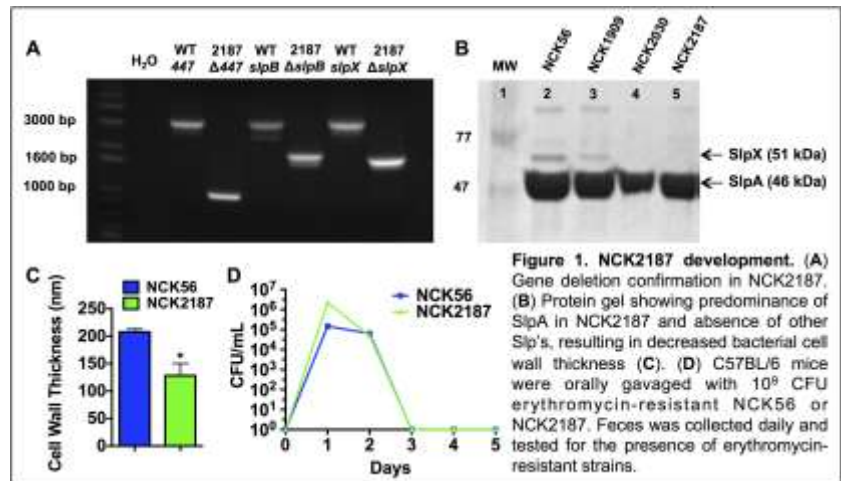 A
H₂O
WT 2187 WT 2187 WT 2187
447 Δ447 slpB ΔslpB slpX ΔslpX
3000 bp
1600 bp
1000 bp
B
NCK56
NCK1909
NCK2030
NCK2187
MW
1 2 3 4 5
77
47
SlpX (51 kDa)
SlpA (46 kDa)
C
NCK56
NCK2187
Cell Wall Thickness (nm)
250
200
150
100
50
0
*
D
NCK56
NCK2187
CFU/mL
10⁷
10⁶
10⁵
10⁴
10³
10²
10¹
10⁰
0 1 2 3 4 5
Days
Figure 1. NCK2187 development. (A)
Gene deletion confirmation in NCK2187.
(B) Protein gel showing predominance of
SlpA in NCK2187 and absence of other
Slp's, resulting in decreased bacterial cell
wall thickness (C). (D) C57BL/6 mice
were orally gavaged with 10⁹ CFU
erythromycin-resistant NCK56 or
NCK2187. Feces was collected daily and
tested for the presence of erythromycin-
resistant strains.